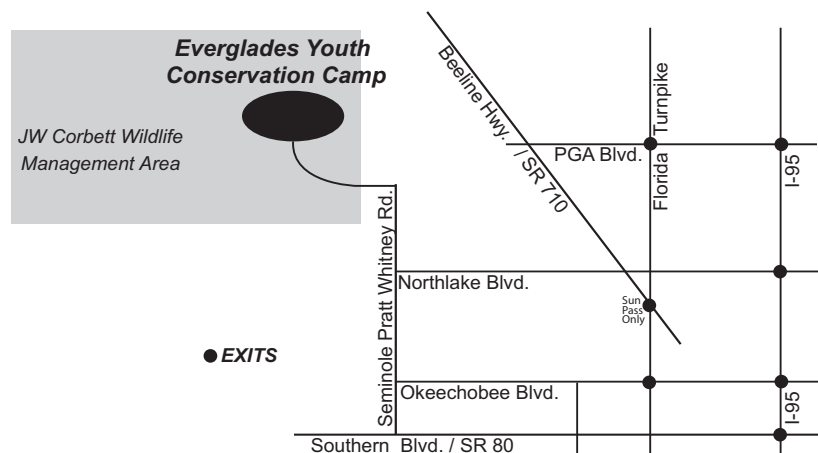 Everglades Youth
Conservation Camp
JW Corbett Wildlife
Management Area
Beeline Hwy. / SR 710
Florida Turnpike
PGA Blvd.
I-95
Seminole Pratt Whitney Rd.
Northlake Blvd.
Sun
Pass
Only
EXITS
Okeechobee Blvd.
I-95
Southern Blvd. / SR 80